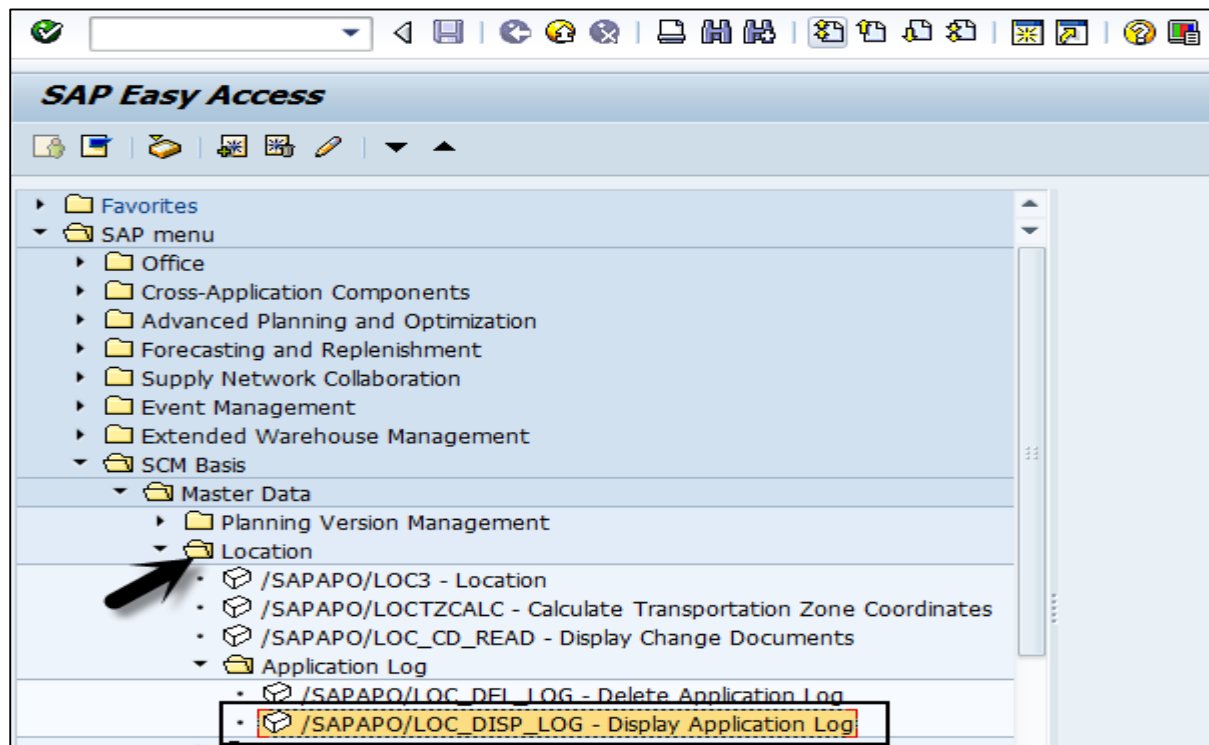 SAP Easy Access
Favorites
SAP menu
Office
Cross-Application Components
Advanced Planning and Optimization
Forecasting and Replenishment
Supply Network Collaboration
Event Management
Extended Warehouse Management
SCM Basis
Master Data
Planning Version Management
Location
/SAPAPO/LOC3 - Location
/SAPAPO/LOCTZCALC - Calculate Transportation Zone Coordinates
/SAPAPO/LOC_CD_READ - Display Change Documents
Application Log
/SAPAPO/LOC_DEL_LOG - Delete Application Log
/SAPAPO/LOC_DISP_LOG - Display Application Log